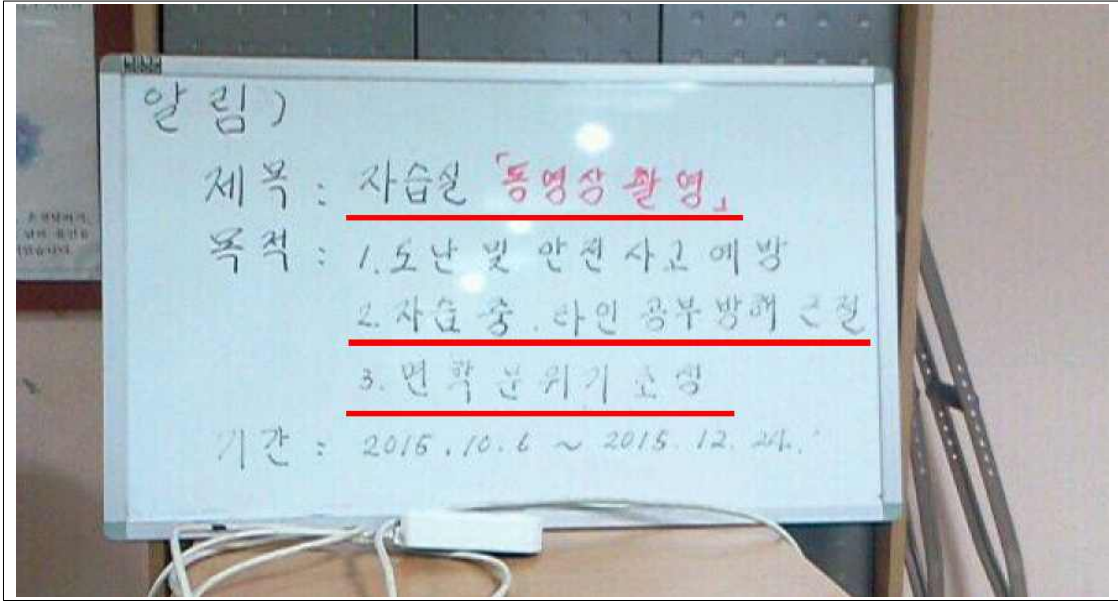 알림)
제목 : 자습실 「동영상 촬영」
목적 : 1. 도난 및 안전사고 예방
2. 자습 중, 타인 공부방해 근절
3. 면학 분위기 조성
기간 : 2015.10.6 ~ 2015.12.24.